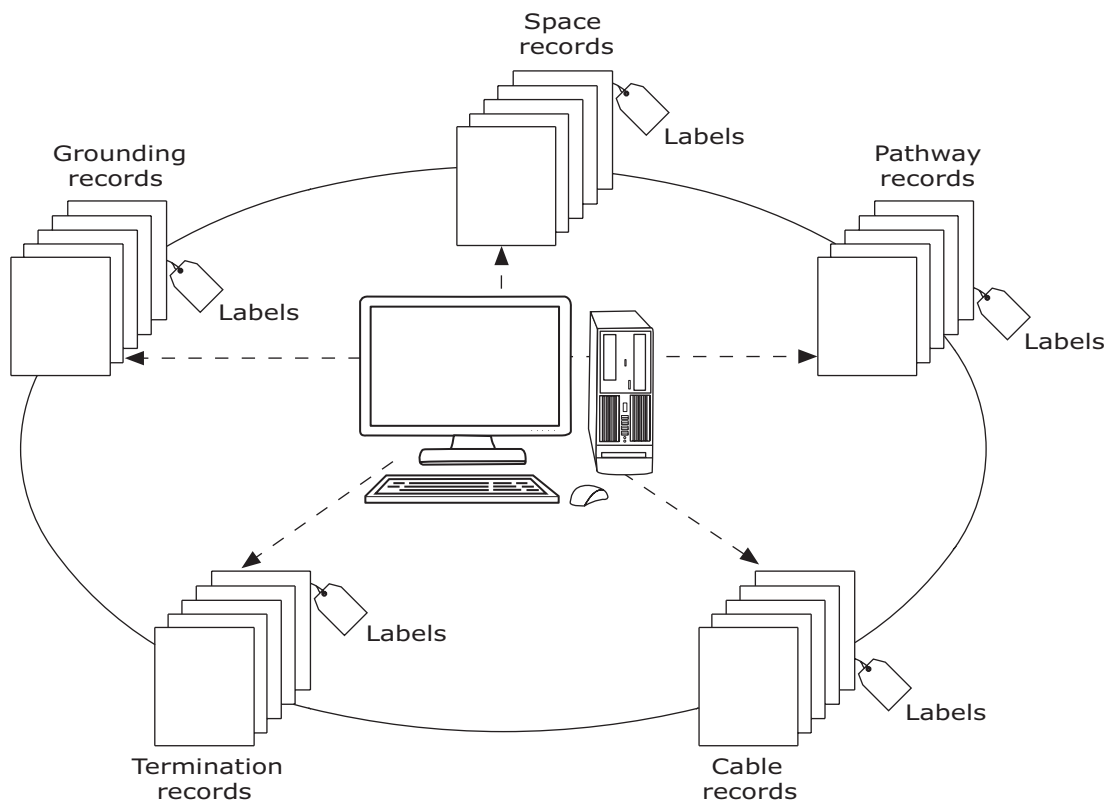 Space
records
Labels
Grounding
records
Labels
Pathway
records
Labels
Termination
records
Labels
Cable
records
Labels